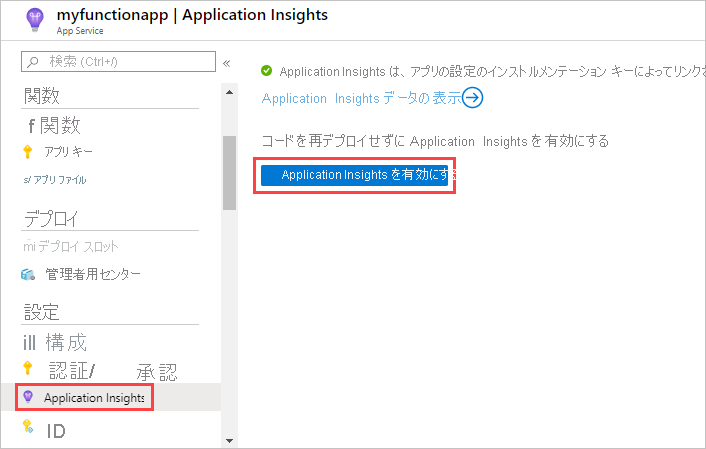 myfunctionapp | Application Insights
App Service
検索 (Ctrl+/)
«
関数
f 関数
アプリ キー
s/ アプリ ファイル
デプロイ
mi デプロイ スロット
管理者用センター
設定
ill 構成
認証/ 承認
Application Insights
ID
Application Insights は、アプリの設定のインストルメンテーション キーによってリンクさ
Application Insights データの表示
コードを再デプロイせずに Application Insights を有効にする
Application Insights を有効にする